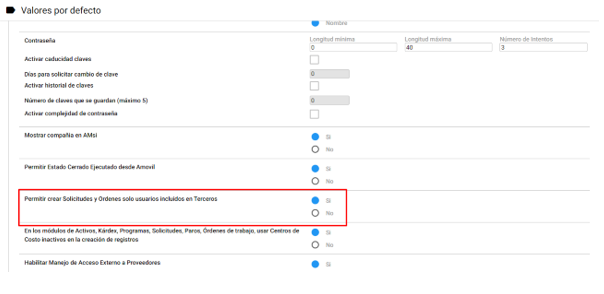 Valores por defecto
Nombre
Contraseña
Longitud mínima
Longitud máxima
Número de Intentos
0
40
3
Activar caducidad claves
Días para solicitar cambio de clave
0
Activar historial de claves
Número de claves que se guardan (máximo 5)
0
Activar complejidad de contraseña
Mostrar compañia en AMsi
Si
No
Permitir Estado Cerrado Ejecutado desde Amovil
Si
No
Permitir crear Solicitudes y Ordenes solo usuarios incluidos en Terceros
Si
No
En los módulos de Activos, Kárdex, Programas, Solicitudes, Paros, Órdenes de trabajo, usar Centros de
Costo inactivos en la creación de registros
Si
No
Habilitar Manejo de Acceso Externo a Proveedores
Si